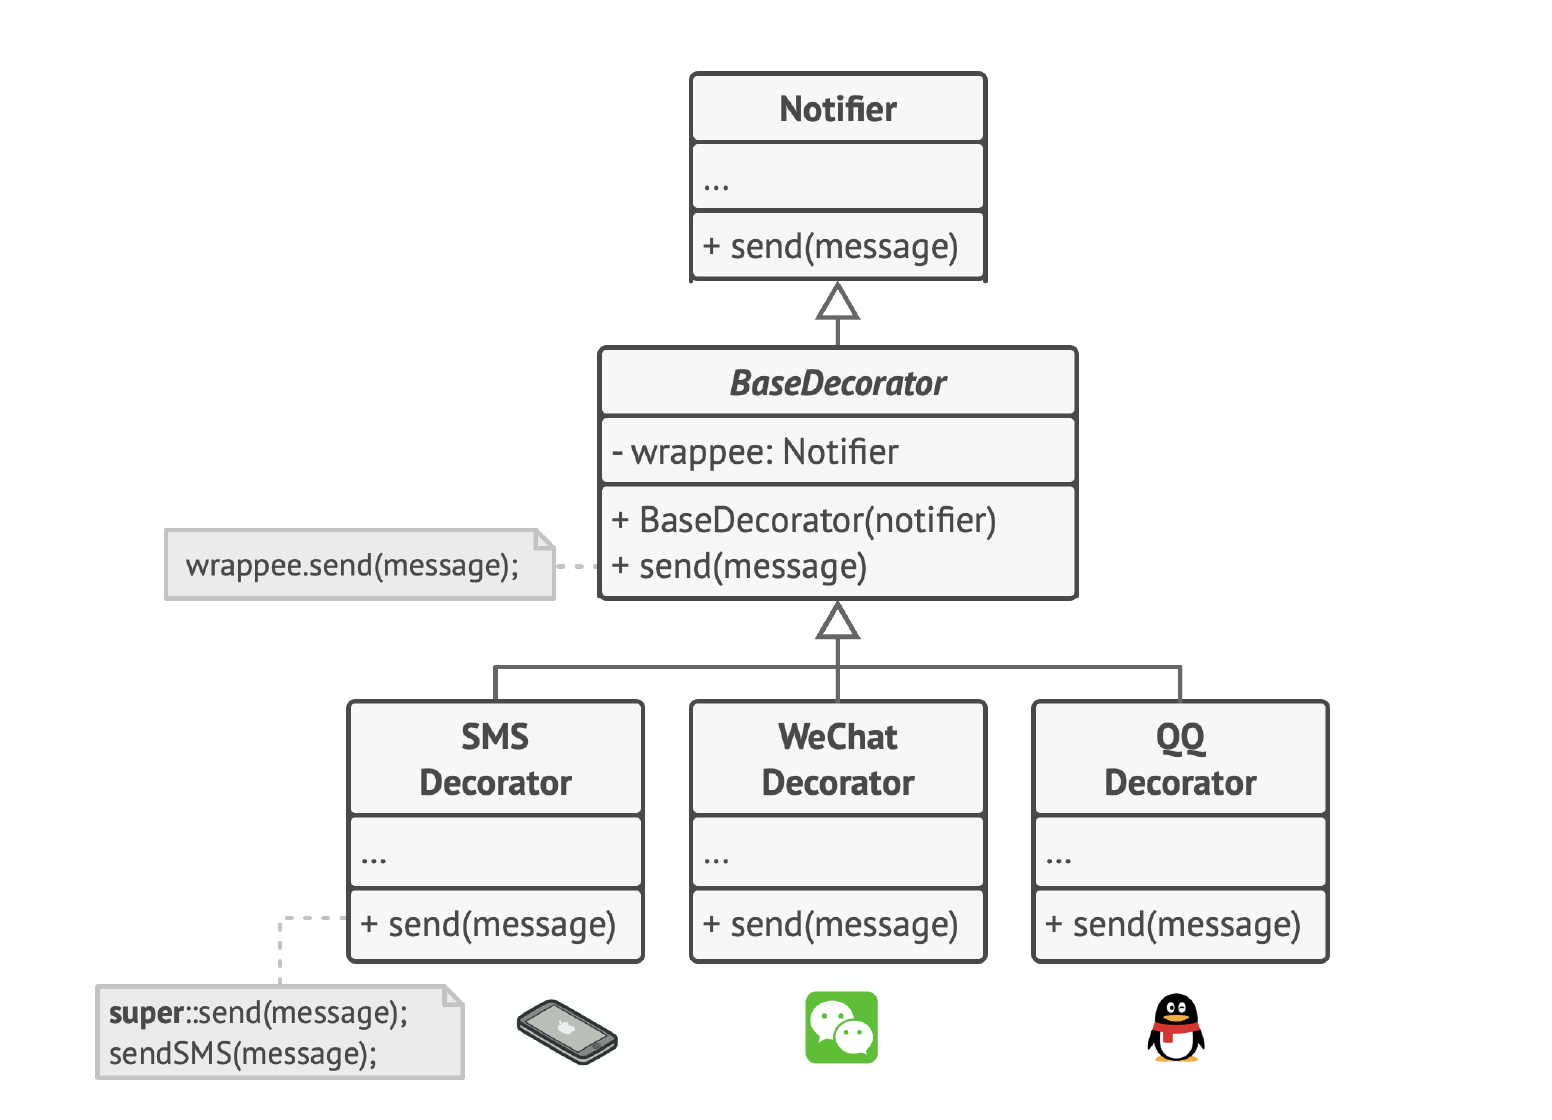 Notifier
...
+ send(message)
BaseDecorator
- wrappee: Notifier
+ BaseDecorator(notifier)
+ send(message)
wrappee.send(message);
SMS
Decorator
...
+ send(message)
WeChat
Decorator
...
+ send(message)
QQ
Decorator
...
+ send(message)
super::send(message);
sendSMS(message);